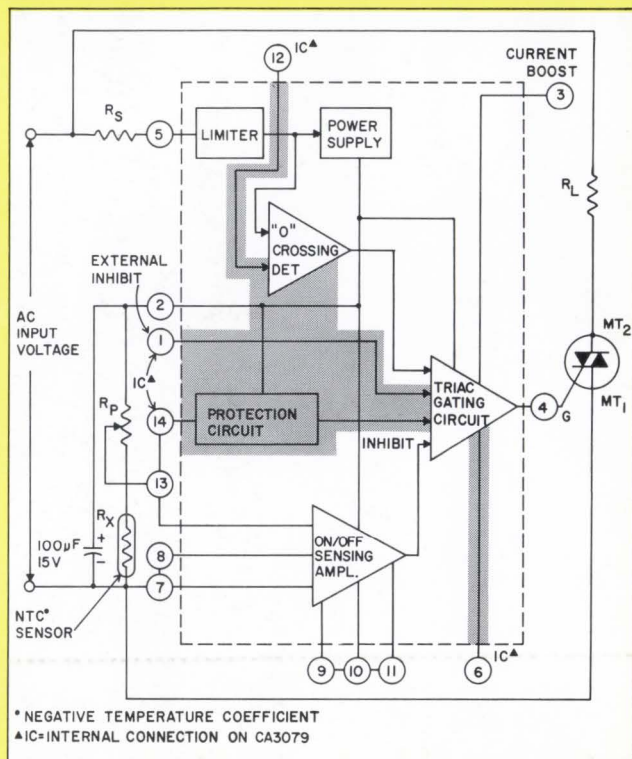 12
IC▲
CURRENT
BOOST
3
RS
5
LIMITER
POWER
SUPPLY
RL
"O"
CROSSING
DET
EXTERNAL
INHIBIT
2
1
AC
INPUT
VOLTAGE
MT2
MT1
IC▲
RP
14
PROTECTION
CIRCUIT
TRIAC
GATING
CIRCUIT
4
G
INHIBIT
13
RX
100µF
15V
+
–
8
7
ON/OFF
SENSING
AMPL.
NTC•
SENSOR
9
10
11
6
IC▲
• NEGATIVE TEMPERATURE COEFFICIENT
▲IC=INTERNAL CONNECTION ON CA3079